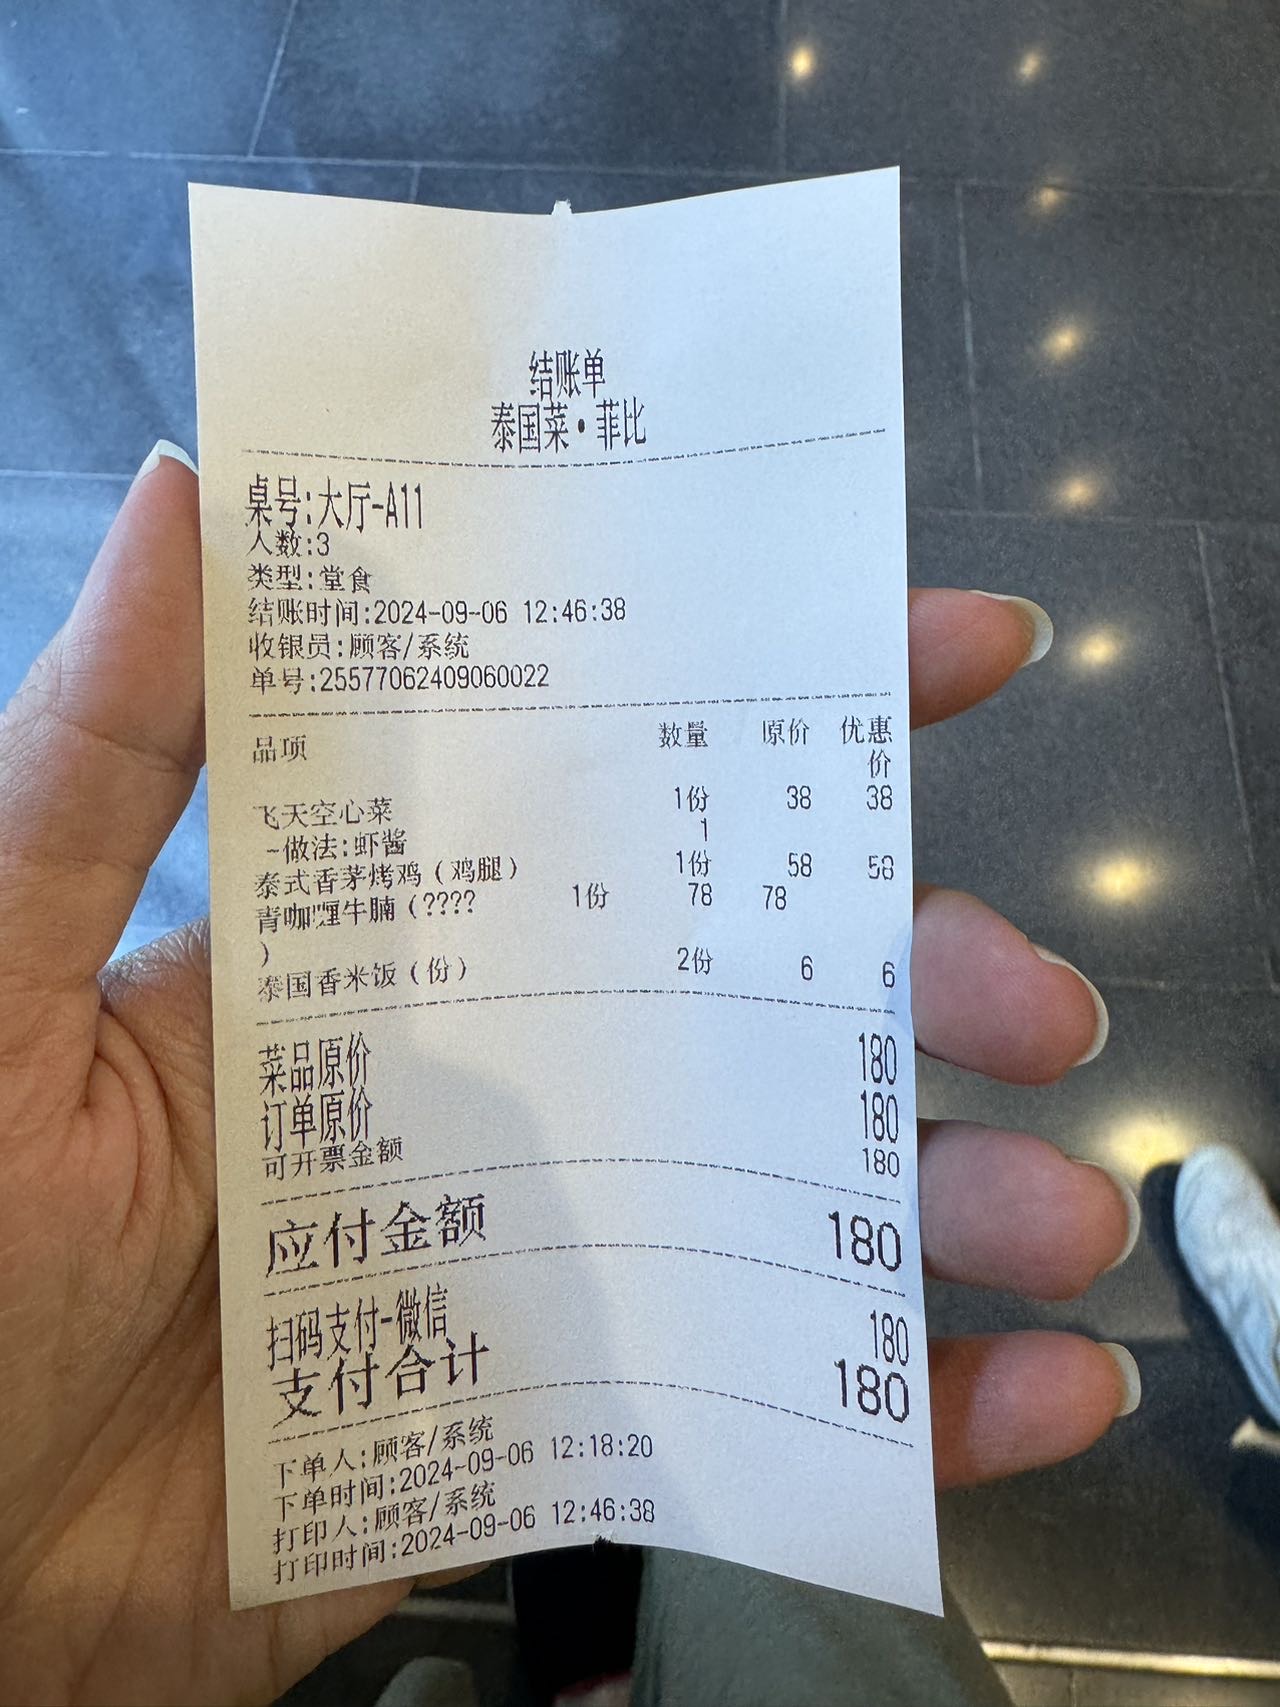 结账单
泰国菜·菲比
桌号:大厅-A11
人数:3
类型:堂食
结账时间:2024-09-06 12:46:38
收银员:顾客/系统
单号:25577062409060022
品项 数量 原价 优惠价
飞天空心菜 1份 38 38
-做法:虾酱 1
泰式香茅烤鸡(鸡腿) 1份 58 58
青咖喱牛腩(???? 1份 78 78
)
泰国香米饭(份) 2份 6 6
菜品原价 180
订单原价 180
可开票金额 180
应付金额 180
扫码支付-微信 180
支付合计 180
下单人:顾客/系统
下单时间:2024-09-06 12:18:20
打印人:顾客/系统
打印时间:2024-09-06 12:46:38